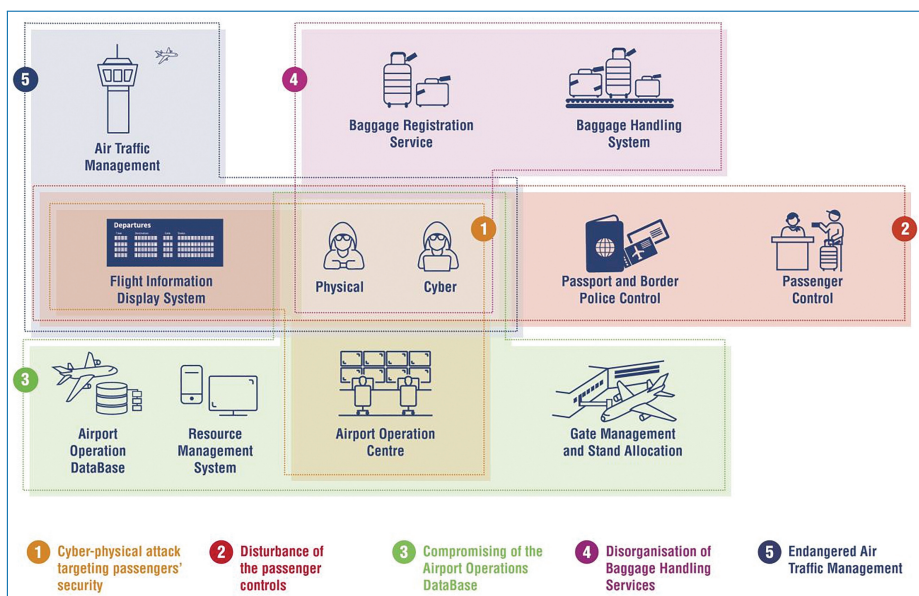 5
Air Traffic
Management
4
Baggage Registration
Service
Baggage Handling
System
Departures
Flight Information
Display System
Physical
Cyber
1
Passport and Border
Police Control
Passenger
Control
2
3
Airport
Operation
DataBase
Resource
Management
System
Airport Operation
Centre
Gate Management
and Stand Allocation
1 Cyber-physical attack
targeting passengers'
security
2 Disturbance of
the passenger
controls
3 Compromising of the
Airport Operations
DataBase
4 Disorganisation of
Baggage Handling
Services
5 Endangered Air
Traffic Management